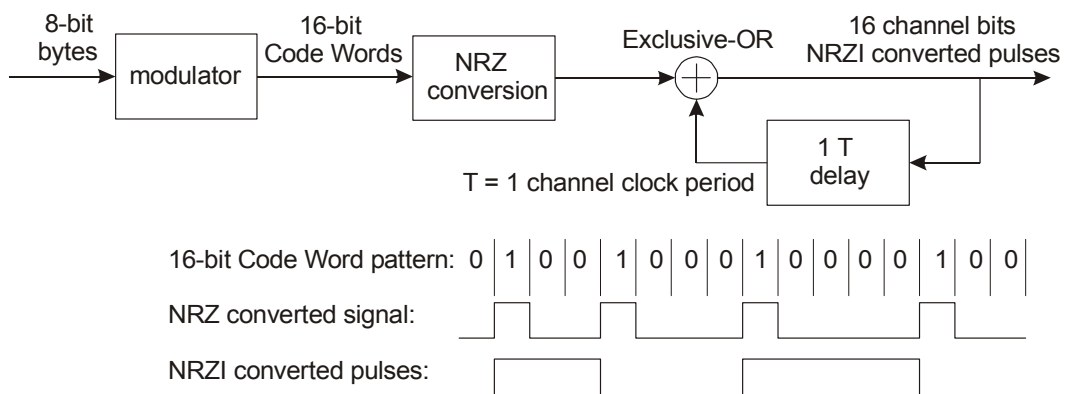 8-bit
bytes
modulator
16-bit
Code Words
NRZ
conversion
Exclusive-OR
16 channel bits
NRZI converted pulses
1 T
delay
T = 1 channel clock period
16-bit Code Word pattern: 0 1 0 0 1 0 0 0 1 0 0 0 0 1 0 0
NRZ converted signal:
NRZI converted pulses: